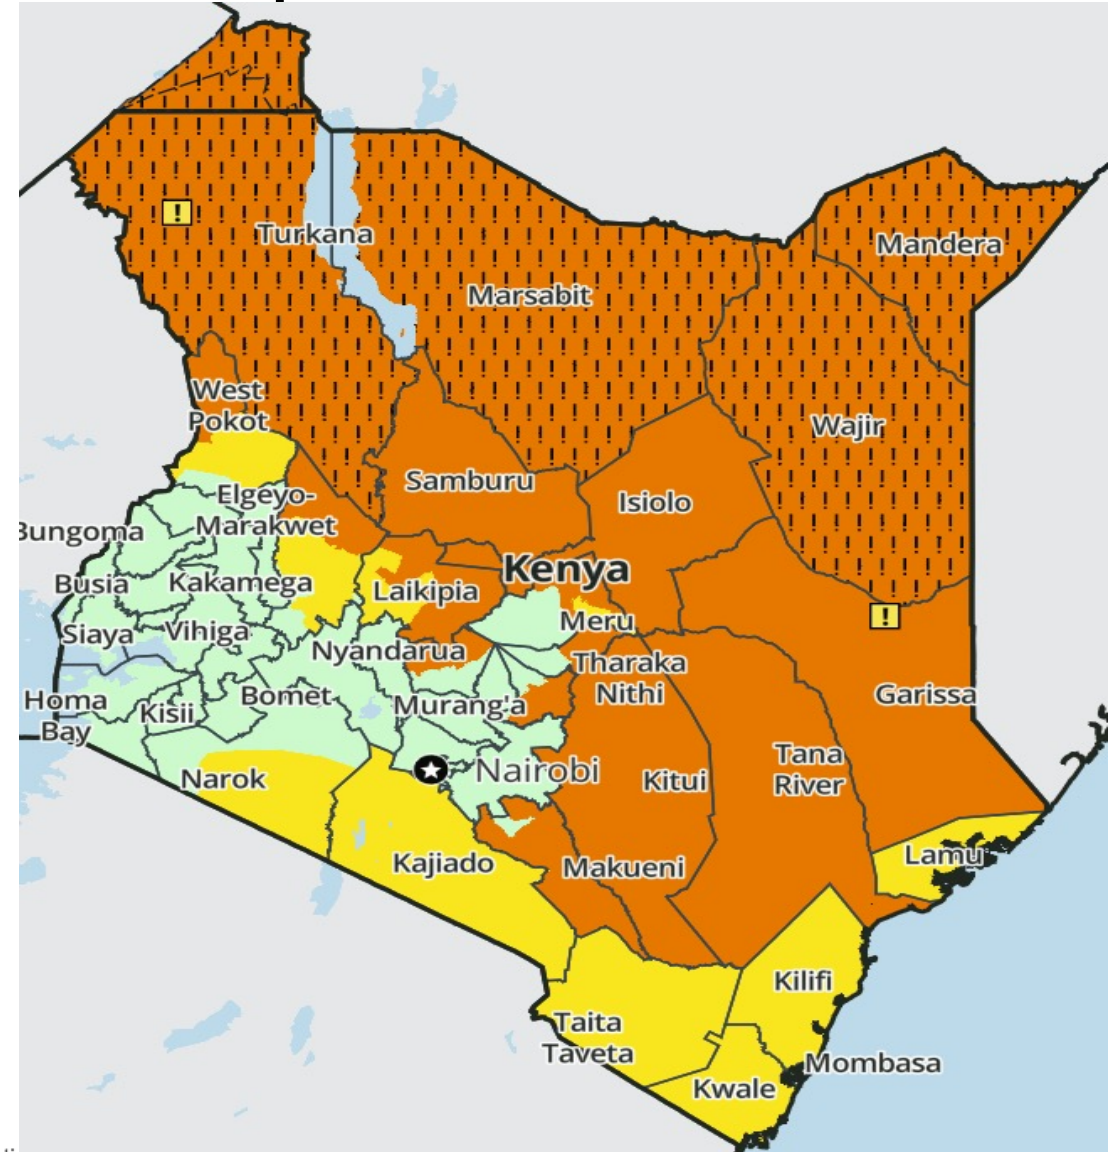 Turkana
Mandera
Marsabit
West
Pokot
Wajir
Samburu
Elgeyo-
Marakwet
Isiolo
Bungoma
Kenya
Busia
Kakamega
Laikipia
Meru
Siaya
Vihiga
Nyandarua
Tharaka
Nithi
Homa
Bay
Kisii
Bomet
Murang'a
Garissa
Narok
Nairobi
Kitui
Tana
River
Kajiado
Makueni
Lamu
Kilifi
Taita
Taveta
Mombasa
Kwale